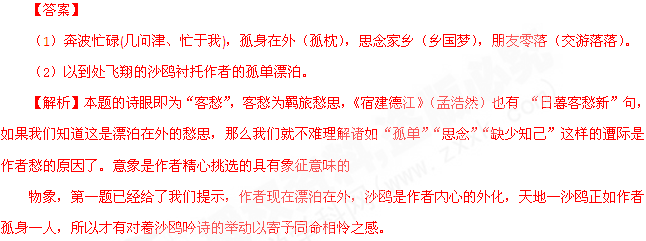 【答案】
（1）奔波忙碌(几问津、忙于我)，孤身在外（孤枕），思念家乡（乡国梦），朋友零落（交游落落）。
（2）以到处飞翔的沙鸥衬托作者的孤单漂泊。
【解析】本题的诗眼即为“客愁”，客愁为羁旅愁思，《宿建德江》（孟浩然）也有 “日暮客愁新”句，
如果我们知道这是漂泊在外的愁思，那么我们就不难理解诸如“孤单”“思念”“缺少知己”这样的遭际是
作者愁的原因了。意象是作者精心挑选的具有象征意味的
物象，第一题已经给了我们提示，作者现在漂泊在外，沙鸥是作者内心的外化，天地一沙鸥正如作者
孤身一人，所以才有对着沙鸥吟诗的举动以寄予同命相怜之感。